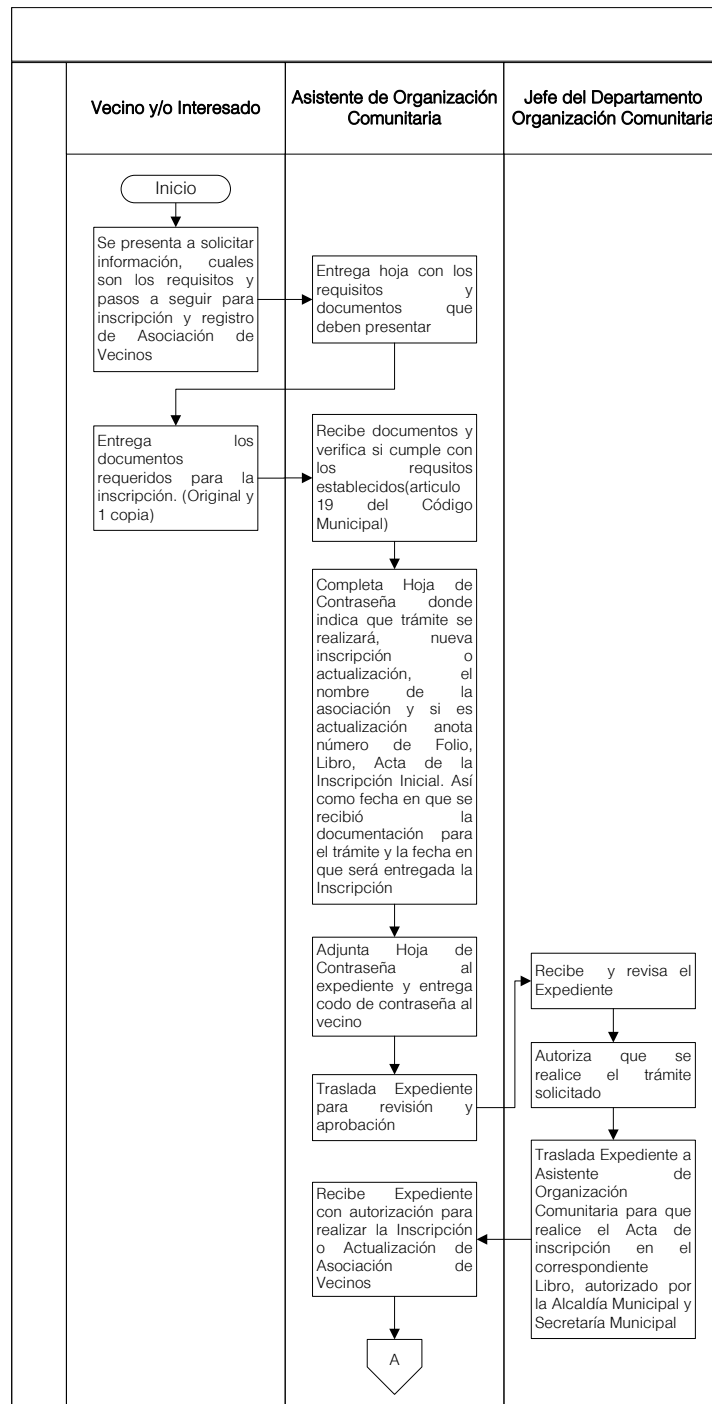 Vecino y/o Interesado
Asistente de Organización
Comunitaria
Jefe del Departamento
Organización Comunitaria
Inicio
Se presenta a solicitar
información, cuales
son los requisitos y
pasos a seguir para
inscripción y registro
de Asociación de
Vecinos
Entrega hoja con los
requisitos y
documentos que
deben presentar
Entrega los
documentos
requeridos para la
inscripción. (Original y
1 copia)
Recibe documentos y
verifica si cumple con
los requsitos
establecidos(articulo
19 del Código
Municipal)
Completa Hoja de
Contraseña donde
indica que trámite se
realizará, nueva
inscripción o
actualización, el
nombre de la
asociación y si es
actualización anota
número de Folio,
Libro, Acta de la
Inscripción Inicial. Así
como fecha en que se
recibió la
documentación para
el trámite y la fecha en
que será entregada la
Inscripción
Adjunta Hoja de
Contraseña al
expediente y entrega
codo de contraseña al
vecino
Traslada Expediente
para revisión y
aprobación
Recibe y revisa el
Expediente
Autoriza que se
realice el trámite
solicitado
Traslada Expediente a
Asistente de
Organización
Comunitaria para que
realice el Acta de
inscripción en el
correspondiente
Libro, autorizado por
la Alcaldía Municipal y
Secretaría Municipal
Recibe Expediente
con autorización para
realizar la Inscripción
o Actualización de
Asociación de
Vecinos
A